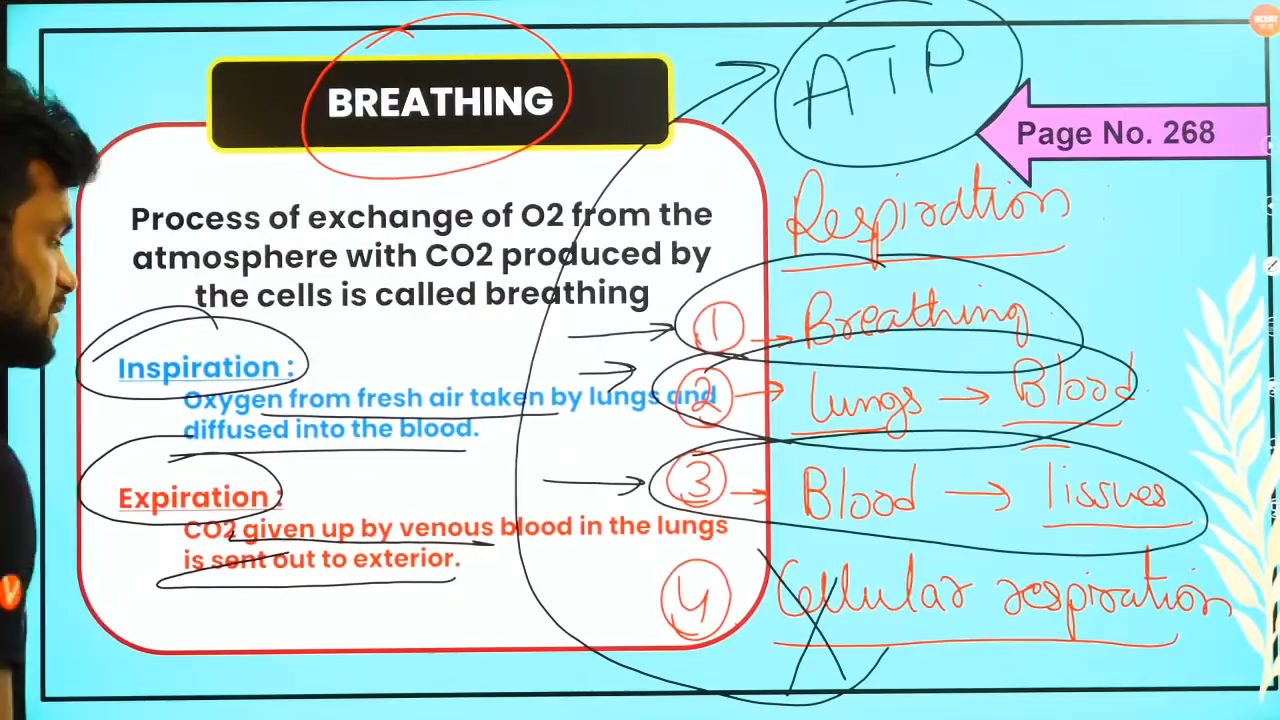 BREATHING
ATP
Page No. 268
Process of exchange of O2 from the
atmosphere with CO2 produced by
the cells is called breathing
Inspiration :
Oxygen from fresh air taken by lungs and
diffused into the blood.
Expiration :
CO2 given up by venous blood in the lungs
is sent out to exterior.
Respiration
1 → Breathing
2 → Lungs → Blood
3 → Blood → Tissues
4 Cellular respiration